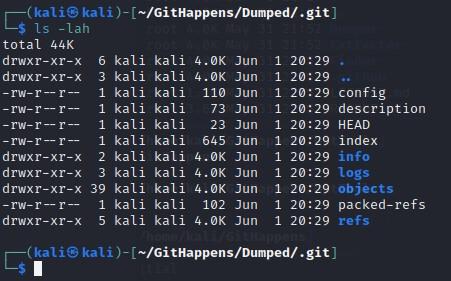 ┌──(kali㉿kali)-[~/GitHappens/Dumped/.git]
└─$ ls -lah
total 44K
drwxr-xr-x  6 kali kali 4.0K Jun  1 20:29 .
drwxr-xr-x  3 kali kali 4.0K Jun  1 20:29 ..
-rw-r--r--  1 kali kali  110 Jun  1 20:29 config
-rw-r--r--  1 kali kali   73 Jun  1 20:29 description
-rw-r--r--  1 kali kali   23 Jun  1 20:29 HEAD
-rw-r--r--  1 kali kali  645 Jun  1 20:29 index
drwxr-xr-x  2 kali kali 4.0K Jun  1 20:29 info
drwxr-xr-x  3 kali kali 4.0K Jun  1 20:29 logs
drwxr-xr-x 39 kali kali 4.0K Jun  1 20:29 objects
-rw-r--r--  1 kali kali  102 Jun  1 20:29 packed-refs
drwxr-xr-x  5 kali kali 4.0K Jun  1 20:29 refs
/home/kali/GitHappens
┌──(kali㉿kali)-[~/GitHappens/Dumped/.git]
└─$